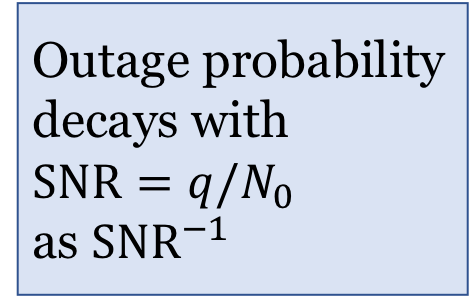 Outage probability
decays with
SNR = q/N₀
as SNR⁻¹